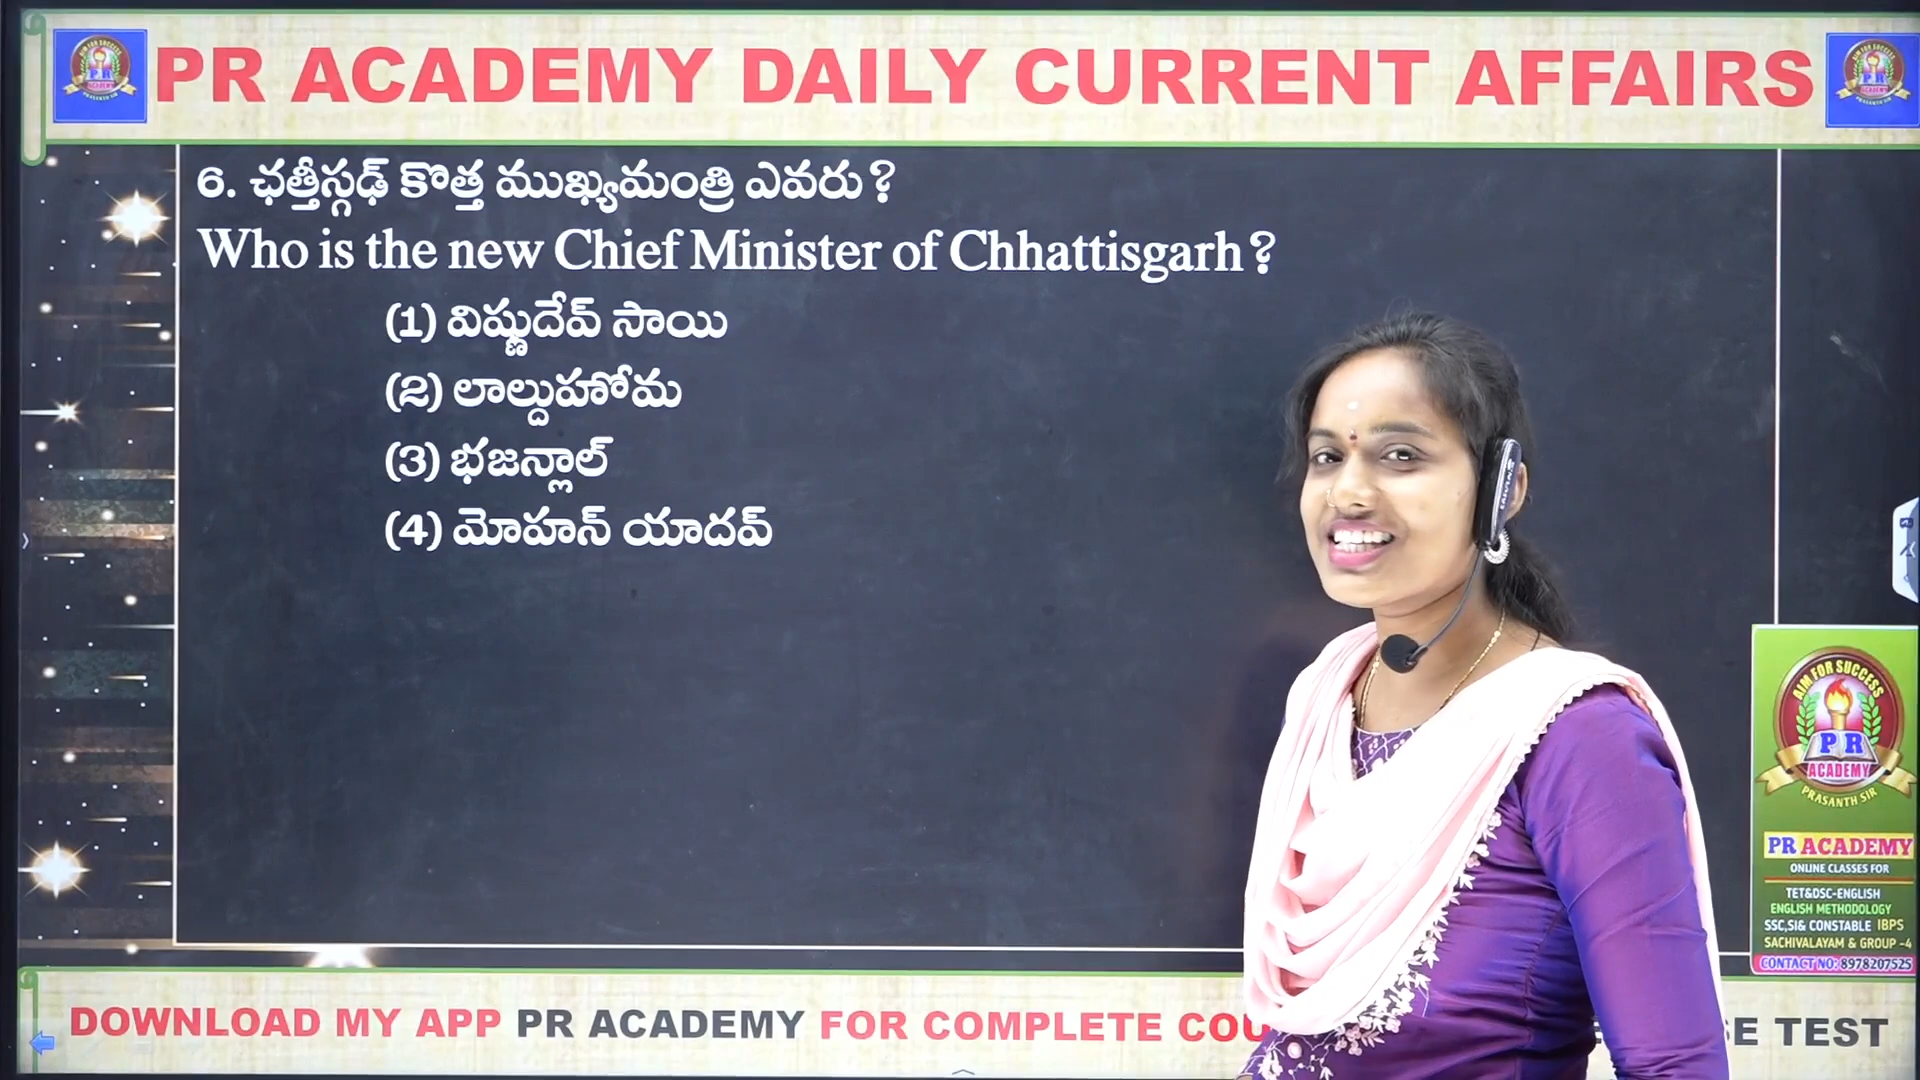 PR ACADEMY DAILY CURRENT AFFAIRS
6. ఛత్తీస్గఢ్ కొత్త ముఖ్యమంత్రి ఎవరు?
Who is the new Chief Minister of Chhattisgarh?
(1) విష్ణుదేవ్ సాయి
(2) లాల్దుహోమ
(3) భజన్లాల్
(4) మోహన్ యాదవ్
AIM FOR SUCCESS
PR
ACADEMY
PRASANTH SIR
PR ACADEMY
ONLINE CLASSES FOR
TET&DSC-ENGLISH
ENGLISH METHODOLOGY
SSC,SI& CONSTABLE IBPS
SACHIVALAYAM & GROUP -4
CONTACT NO: 8978207525
DOWNLOAD MY APP PR ACADEMY FOR COMPLETE COU SE TEST